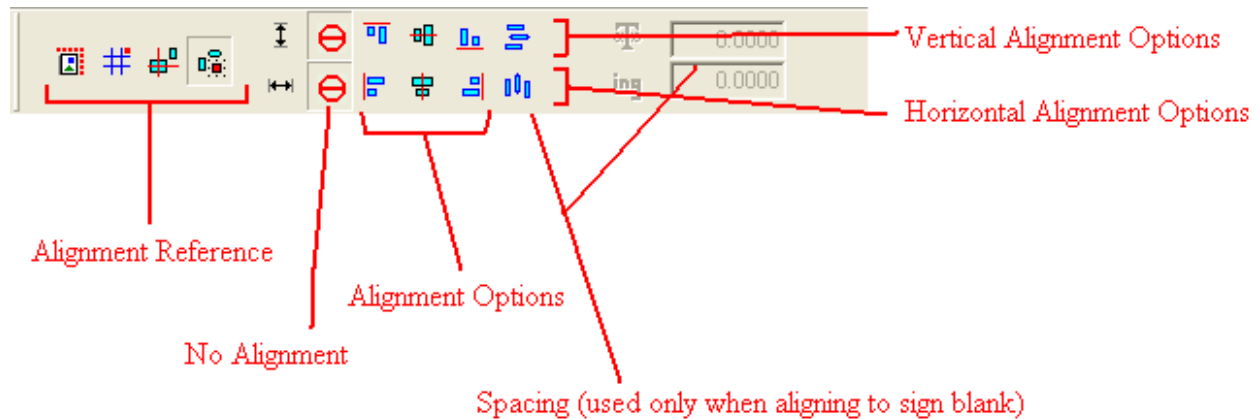 0.0000
Vertical Alignment Options
ing
0.0000
Horizontal Alignment Options
Alignment Reference
Alignment Options
No Alignment
Spacing (used only when aligning to sign blank)